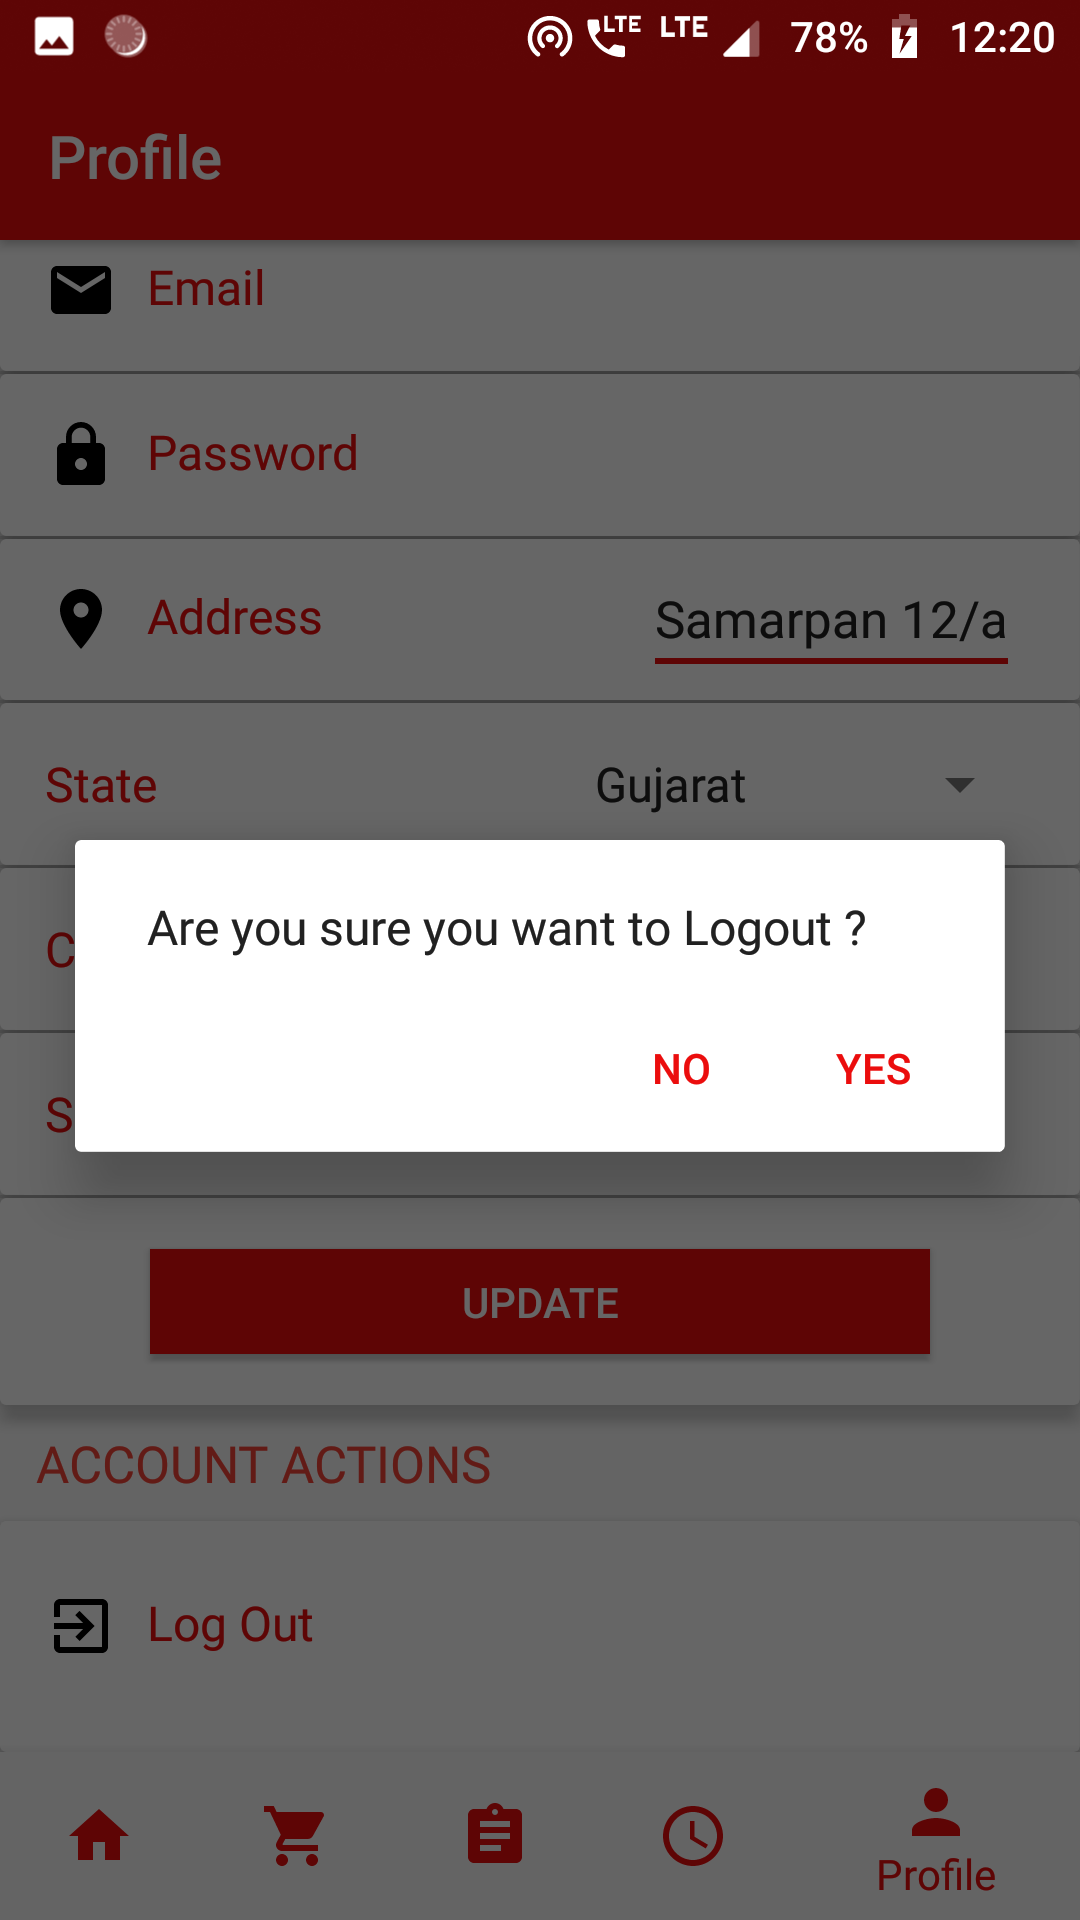 LTE LTE 78% 12:20
Profile
Email
Password
Address Samarpan 12/a
State Gujarat
C
Are you sure you want to Logout ?
NO YES
S
UPDATE
ACCOUNT ACTIONS
Log Out
Profile